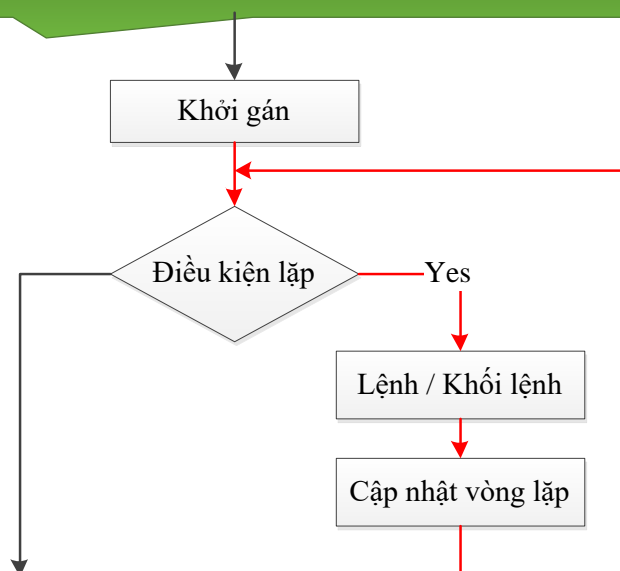 Khởi gán
Điều kiện lặp
Yes
Lệnh / Khối lệnh
Cập nhật vòng lặp